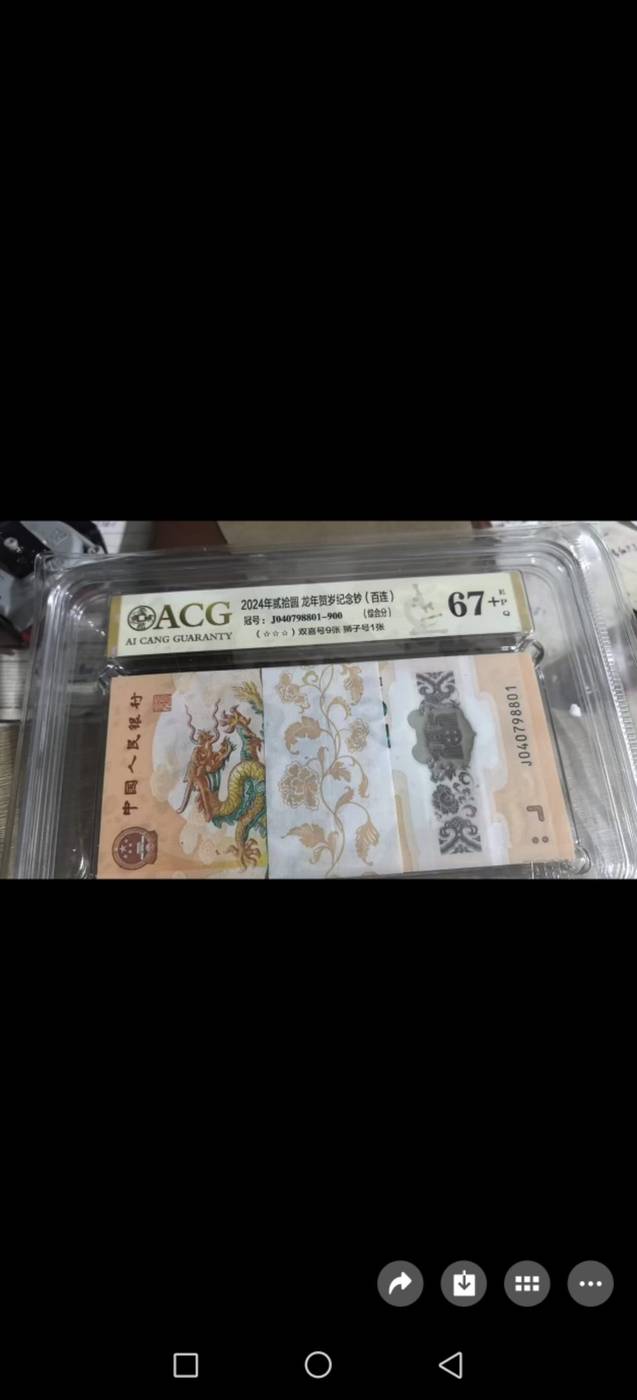 ACG
AI CANG GUARANTY
2024年贰拾圆 龙年贺岁纪念钞（百连）
冠号：J040798801-900 （综合分）
（☆☆☆）双喜号9张 狮子号1张
67+
EPQ
中国人民银行
J040798801